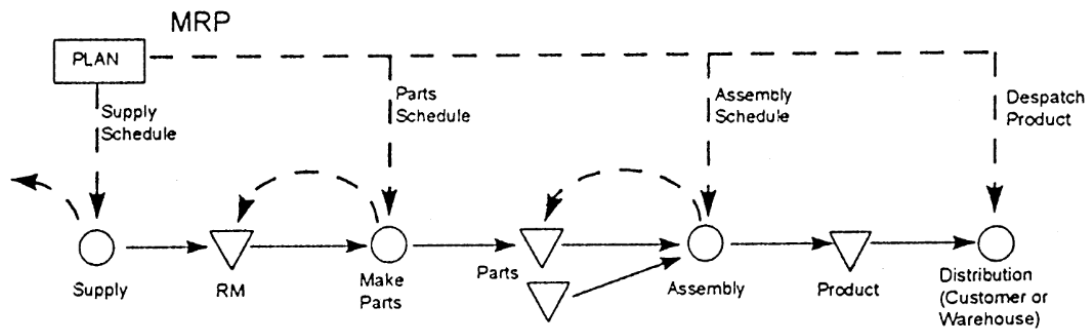 MRP
PLAN
Supply
Schedule
Parts
Schedule
Assembly
Schedule
Despatch
Product
Supply
RM
Make
Parts
Parts
Assembly
Product
Distribution
(Customer or
Warehouse)